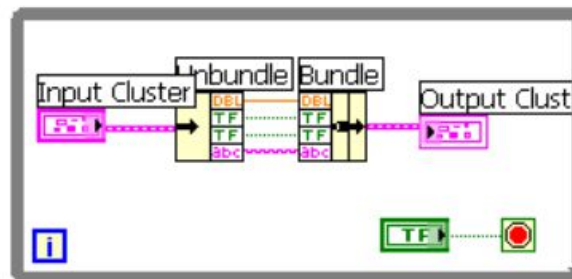 Unbundle Bundle
Input Cluster
Output Clust
DBL DBL
TF TF
TF TF
abc abc
i
TF